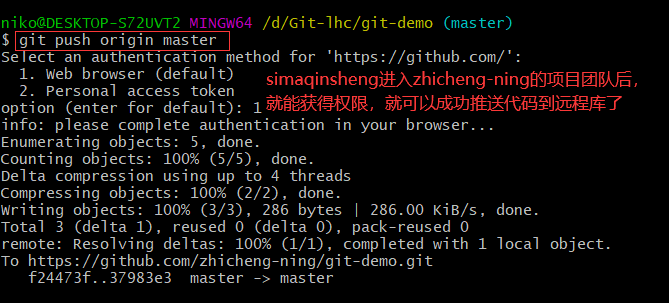 niko@DESKTOP-S72UVT2 MINGW64 /d/Git-lhc/git-demo (master)
$ git push origin master
Select an authentication method for 'https://github.com/':
  1. Web browser (default)
  2. Personal access token
option (enter for default): 1
simaqinsheng进入zhicheng-ning的项目团队后，
就能获得权限，就可以成功推送代码到远程库了
info: please complete authentication in your browser...
Enumerating objects: 5, done.
Counting objects: 100% (5/5), done.
Delta compression using up to 4 threads
Compressing objects: 100% (2/2), done.
Writing objects: 100% (3/3), 286 bytes | 286.00 KiB/s, done.
Total 3 (delta 1), reused 0 (delta 0), pack-reused 0
remote: Resolving deltas: 100% (1/1), completed with 1 local object.
To https://github.com/zhicheng-ning/git-demo.git
   f24473f..37983e3  master -> master